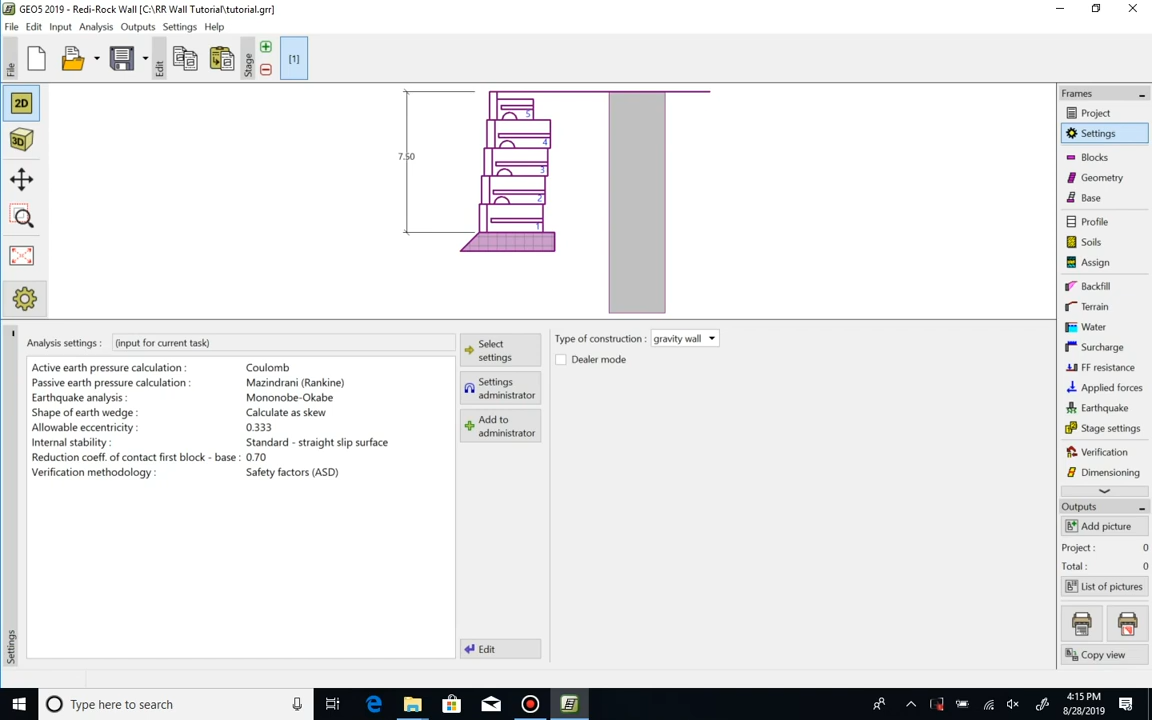 GEO5 2019 - Redi-Rock Wall [C:\RR Wall Tutorial\tutorial.grr]
File Edit Input Analysis Outputs Settings Help
File
Edit
Stage
[1]
2D
3D
7.50
5
4
3
2
1
Frames
Project
Settings
Blocks
Geometry
Base
Profile
Soils
Assign
Backfill
Terrain
Water
Surcharge
FF resistance
Applied forces
Earthquake
Stage settings
Verification
Dimensioning
Outputs
Add picture
Project : 0
Total : 0
List of pictures
Copy view
Settings
Analysis settings : (input for current task)
Active earth pressure calculation : Coulomb
Passive earth pressure calculation : Mazindrani (Rankine)
Earthquake analysis : Mononobe-Okabe
Shape of earth wedge : Calculate as skew
Allowable eccentricity : 0.333
Internal stability : Standard - straight slip surface
Reduction coeff. of contact first block - base : 0.70
Verification methodology : Safety factors (ASD)
Select
settings
Settings
administrator
Add to
administrator
Edit
Type of construction : gravity wall
Dealer mode
Type here to search
4:15 PM
8/28/2019